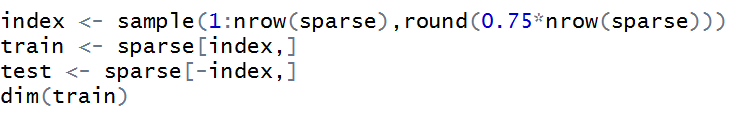 index <- sample(1:nrow(sparse),round(0.75*nrow(sparse)))
train <- sparse[index,]
test <- sparse[-index,]
dim(train)